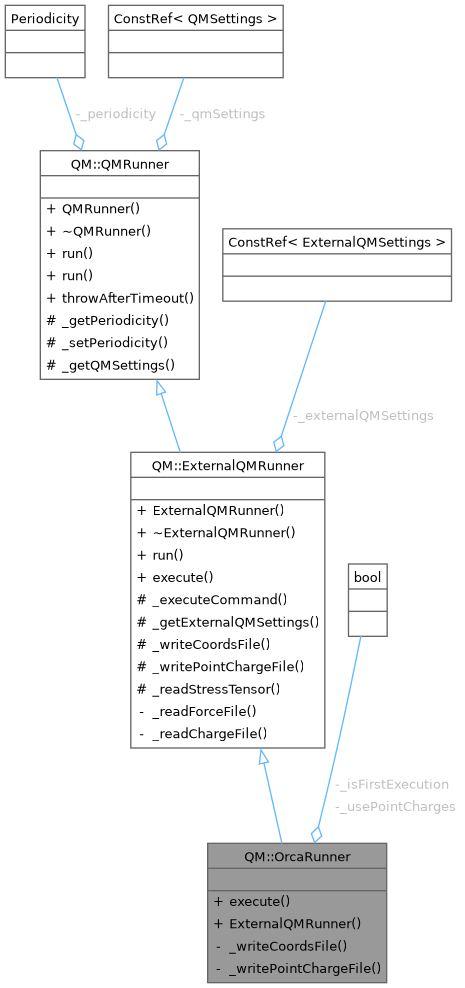 Periodicity
ConstRef< QMSettings >
-_periodicity
-_qmSettings
QM::QMRunner
+ QMRunner()
+ ~QMRunner()
+ run()
+ run()
+ throwAfterTimeout()
# _getPeriodicity()
# _setPeriodicity()
# _getQMSettings()
ConstRef< ExternalQMSettings >
-_externalQMSettings
QM::ExternalQMRunner
+ ExternalQMRunner()
+ ~ExternalQMRunner()
+ run()
+ execute()
# _executeCommand()
# _getExternalQMSettings()
# _writeCoordsFile()
# _writePointChargeFile()
# _readStressTensor()
- _readForceFile()
- _readChargeFile()
bool
-_isFirstExecution
-_usePointCharges
QM::OrcaRunner
+ execute()
+ ExternalQMRunner()
- _writeCoordsFile()
- _writePointChargeFile()